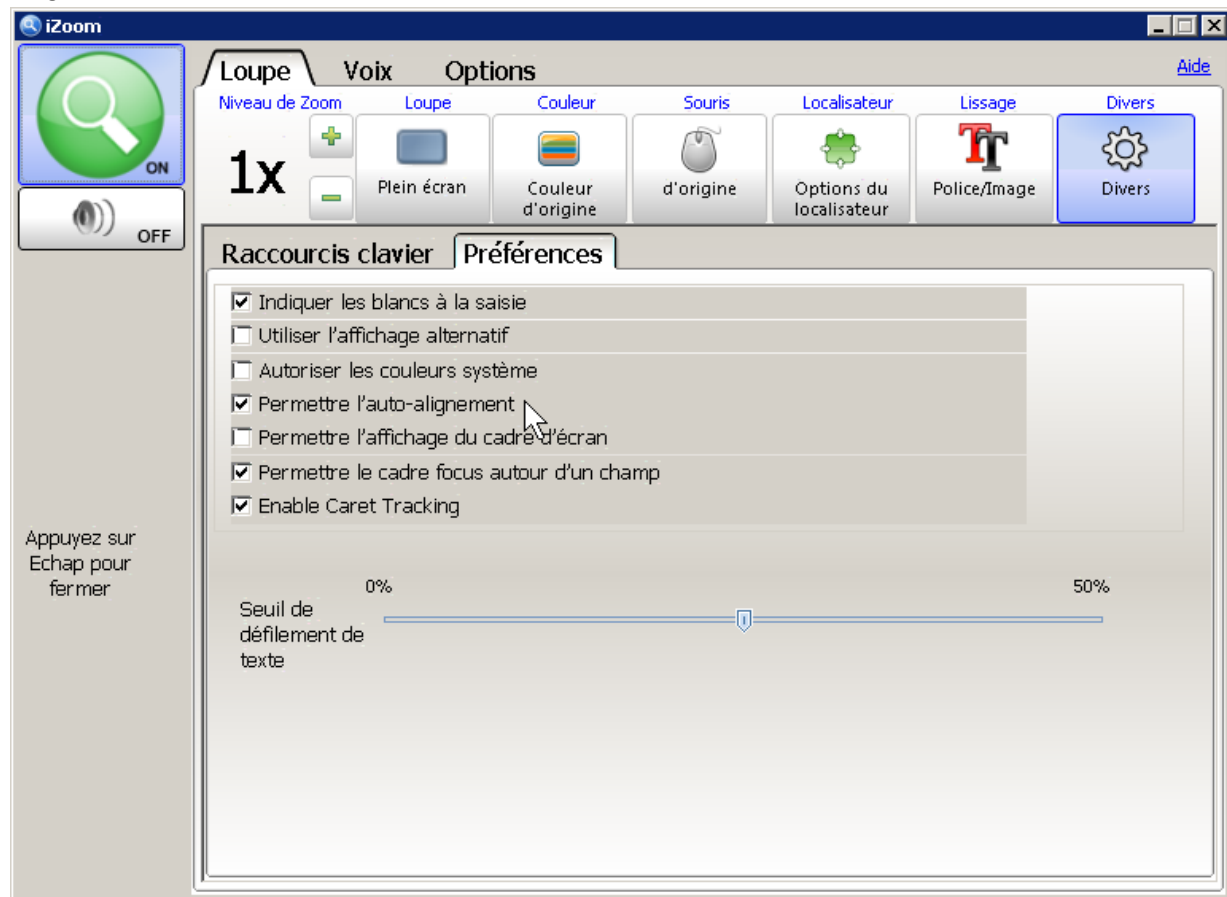 iZoom
ON
OFF
Loupe Voix Options
Aide
Niveau de Zoom Loupe Couleur Souris Localisateur Lissage Divers
1x
Plein écran
Couleur
d'origine
d'origine
Options du
localisateur
Police/Image
Divers
Raccourcis clavier Préférences
Indiquer les blancs à la saisie
Utiliser l'affichage alternatif
Autoriser les couleurs système
Permettre l'auto-alignement
Permettre l'affichage du cadre d'écran
Permettre le cadre focus autour d'un champ
Enable Caret Tracking
Appuyez sur
Echap pour
fermer
0% 50%
Seuil de
défilement de
texte